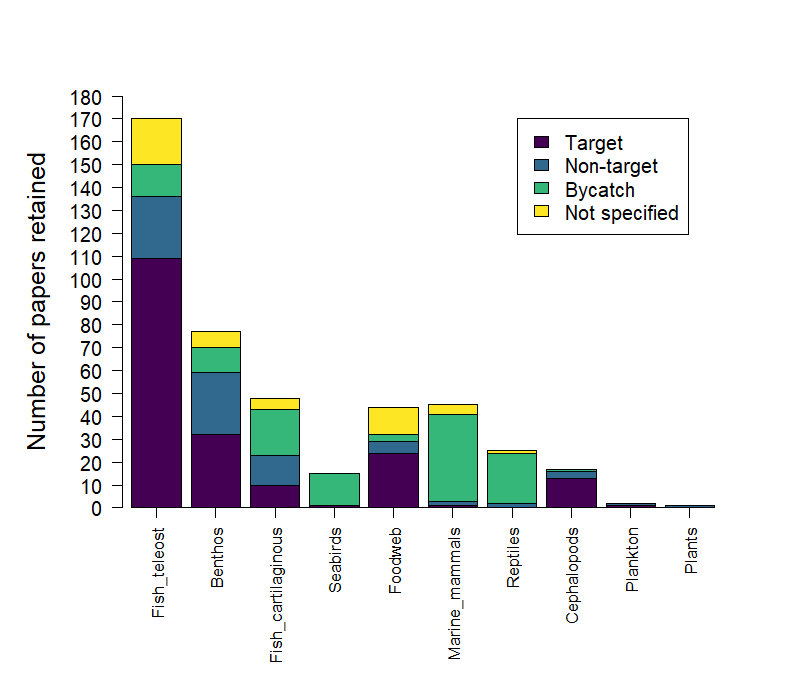 Number of papers retained
180
170
160
150
140
130
120
110
100
90
80
70
60
50
40
30
20
10
0
Target
Non-target
Bycatch
Not specified
Fish_teleost
Benthos
Fish_cartilaginous
Seabirds
Foodweb
Marine_mammals
Reptiles
Cephalopods
Plankton
Plants